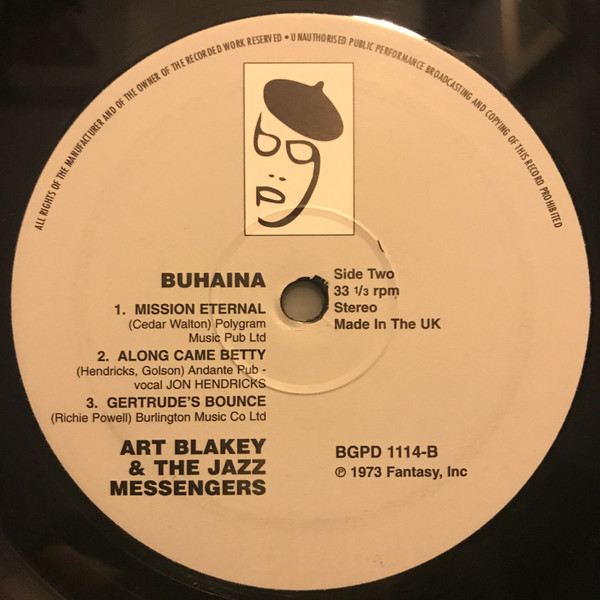 ALL RIGHTS OF THE MANUFACTURER AND OF THE OWNER OF THE RECORDED WORK RESERVED • UNAUTHORISED PUBLIC PERFORMANCE BROADCASTING AND COPYING OF THIS RECORD PROHIBITED
bgp
BUHAINA
1. MISSION ETERNAL
(Cedar Walton) Polygram
Music Pub Ltd
2. ALONG CAME BETTY
(Hendricks, Golson) Andante Pub -
vocal JON HENDRICKS
3. GERTRUDE'S BOUNCE
(Richie Powell) Burlington Music Co Ltd
ART BLAKEY
& THE JAZZ
MESSENGERS
Side Two
33 1/3 rpm
Stereo
Made In The UK
BGPD 1114-B
℗ 1973 Fantasy, Inc